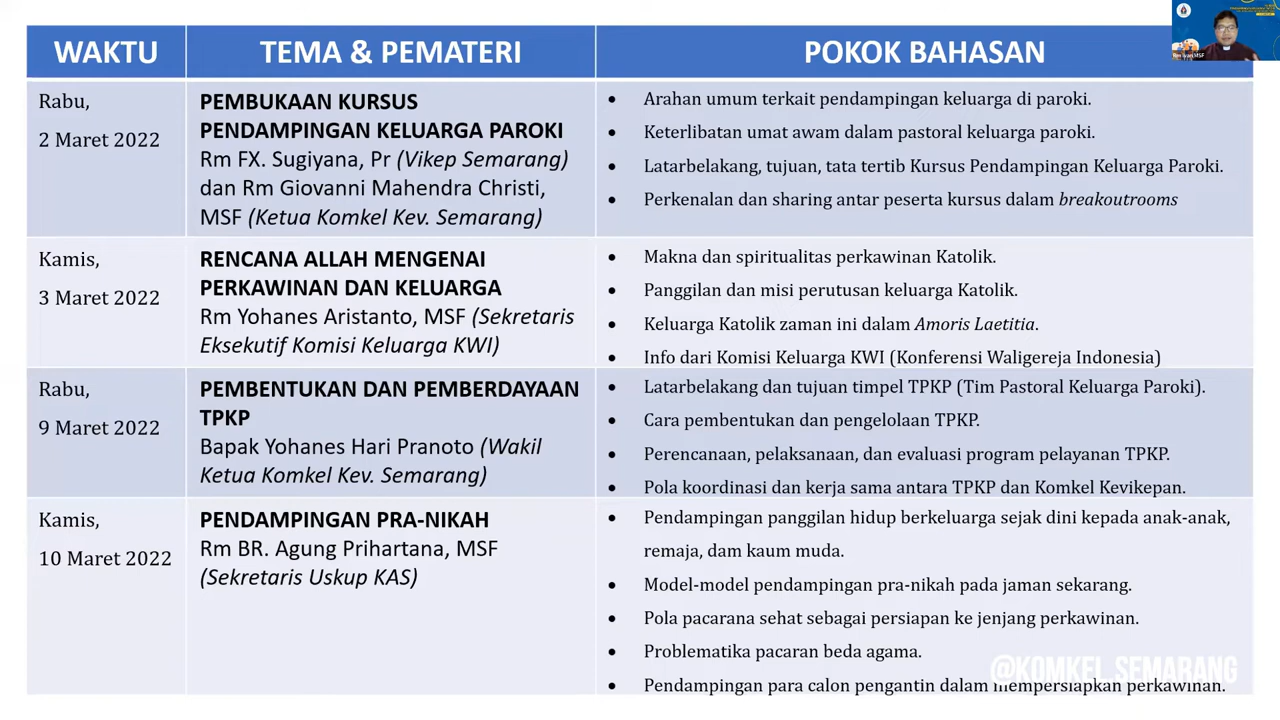 WAKTU
TEMA & PEMATERI
POKOK BAHASAN
Rabu,
2 Maret 2022
PEMBUKAAN KURSUS
PENDAMPINGAN KELUARGA PAROKI
Rm FX. Sugiyana, Pr (Vikep Semarang)
dan Rm Giovanni Mahendra Christi,
MSF (Ketua Komkel Kev. Semarang)
• Arahan umum terkait pendampingan keluarga di paroki.
• Keterlibatan umat awam dalam pastoral keluarga paroki.
• Latarbelakang, tujuan, tata tertib Kursus Pendampingan Keluarga Paroki.
• Perkenalan dan sharing antar peserta kursus dalam breakoutrooms
Kamis,
3 Maret 2022
RENCANA ALLAH MENGENAI
PERKAWINAN DAN KELUARGA
Rm Yohanes Aristanto, MSF (Sekretaris
Eksekutif Komisi Keluarga KWI)
• Makna dan spiritualitas perkawinan Katolik.
• Panggilan dan misi perutusan keluarga Katolik.
• Keluarga Katolik zaman ini dalam Amoris Laetitia.
• Info dari Komisi Keluarga KWI (Konferensi Waligereja Indonesia)
Rabu,
9 Maret 2022
PEMBENTUKAN DAN PEMBERDAYAAN
TPKP
Bapak Yohanes Hari Pranoto (Wakil
Ketua Komkel Kev. Semarang)
• Latarbelakang dan tujuan timpel TPKP (Tim Pastoral Keluarga Paroki).
• Cara pembentukan dan pengelolaan TPKP.
• Perencanaan, pelaksanaan, dan evaluasi program pelayanan TPKP.
• Pola koordinasi dan kerja sama antara TPKP dan Komkel Kevikepan.
Kamis,
10 Maret 2022
PENDAMPINGAN PRA-NIKAH
Rm BR. Agung Prihartana, MSF
(Sekretaris Uskup KAS)
• Pendampingan panggilan hidup berkeluarga sejak dini kepada anak-anak,
remaja, dam kaum muda.
• Model-model pendampingan pra-nikah pada jaman sekarang.
• Pola pacarana sehat sebagai persiapan ke jenjang perkawinan.
• Problematika pacaran beda agama.
• Pendampingan para calon pengantin dalam mempersiapkan perkawinan.
@KOMKEL_SEMARANG